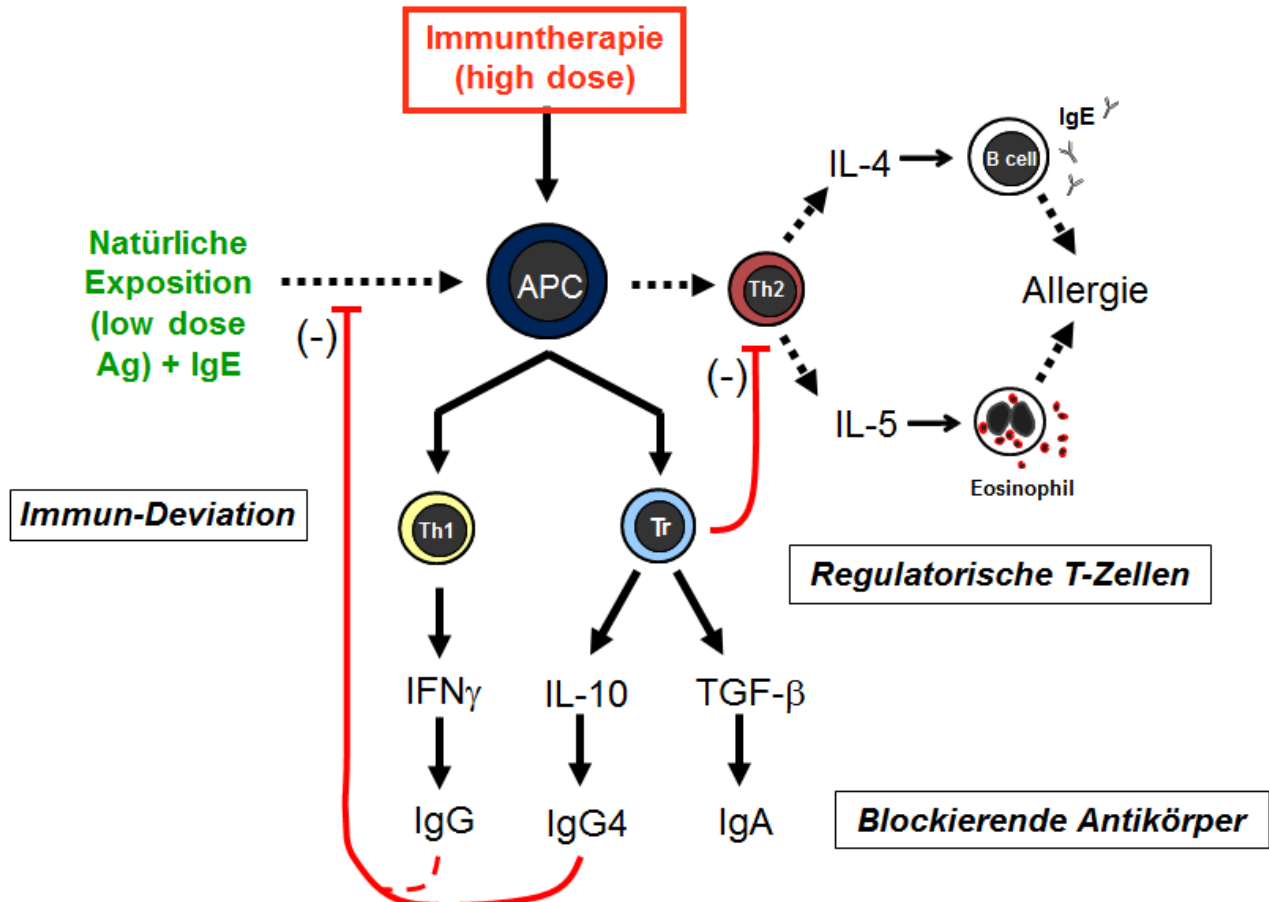 Immuntherapie
(high dose)
IgE
B cell
IL-4
Natürliche
Exposition
(low dose
Ag) + IgE
(-)
APC
Th2
Allergie
(-)
IL-5
Eosinophil
Immun-Deviation
Th1
Tr
Regulatorische T-Zellen
IFNγ
IL-10
TGF-β
IgG
IgG4
IgA
Blockierende Antikörper